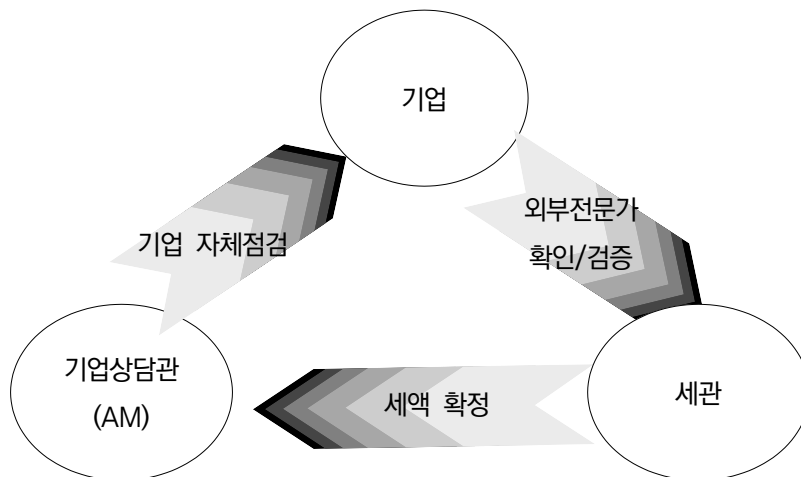 기업
외부전문가
확인/검증
기업 자체점검
기업상담관
(AM)
세액 확정
세관